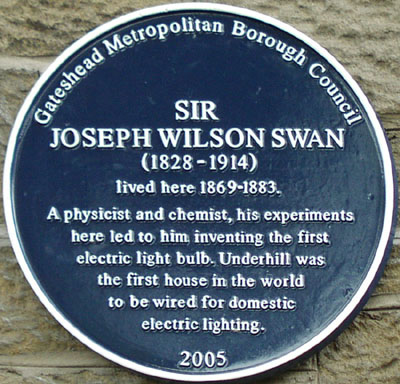 Gateshead Metropolitan Borough Council
SIR
JOSEPH WILSON SWAN
(1828-1914)
lived here 1869-1883.
A physicist and chemist, his experiments
here led to him inventing the first
electric light bulb. Underhill was
the first house in the world
to be wired for domestic
electric lighting.
2005